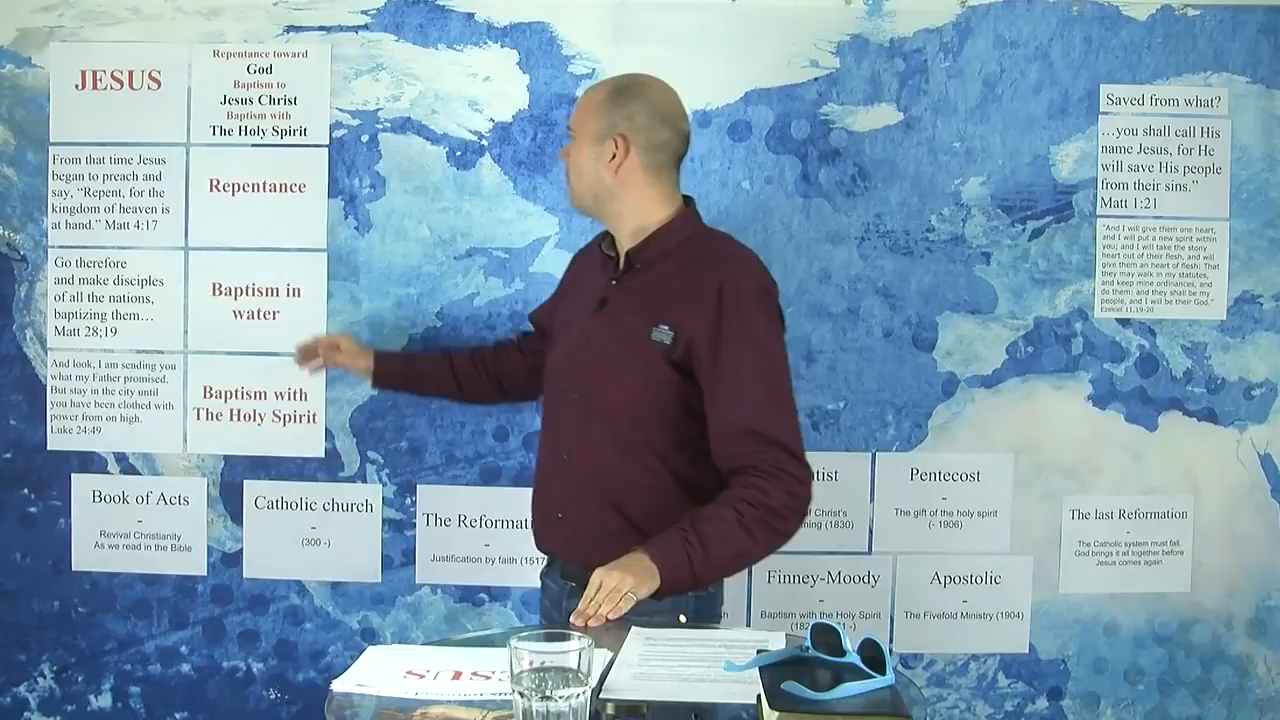 JESUS
Repentance toward
God
Baptism to
Jesus Christ
Baptism with
The Holy Spirit
From that time Jesus
began to preach and
say, “Repent, for the
kingdom of heaven is
at hand.” Matt 4:17
Repentance
Go therefore
and make disciples
of all the nations,
baptizing them…
Matt 28;19
Baptism in
water
And look, I am sending you
what my Father promised.
But stay in the city until
you have been clothed with
power from on high.
Luke 24:49
Baptism with
The Holy Spirit
Saved from what?
…you shall call His
name Jesus, for He
will save His people
from their sins.”
Matt 1:21
"And I will give them one heart,
and I will put a new spirit within
you; and I will take the stony
heart out of their flesh, and will
give them an heart of flesh: That
they may walk in my statutes,
and keep mine ordinances, and
do them: and they shall be my
people, and I will be their God."
Ezekiel 11,19-20
Book of Acts
-
Revival Christianity
As we read in the Bible
Catholic church
-
(300 -)
The Reformati
-
Justification by faith (1517
tist
f Christ's
ming (1830)
Pentecost
-
The gift of the holy spirit
(- 1906)
Finney-Moody
-
Baptism with the Holy Spirit
Apostolic
-
The Fivefold Ministry (1904)
The last Reformation
-
The Catholic system must fall,
God brings it all together before
Jesus comes again